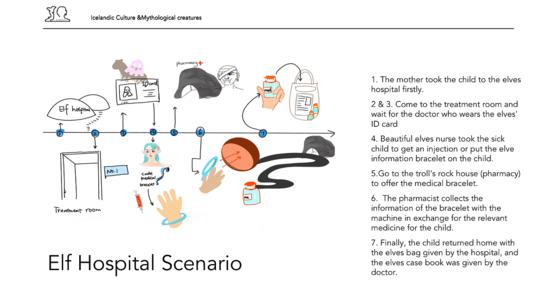 Icelandic Culture &Mythological creatures
pharmacy
Elf hospital
ID card
No.1
Treatment room
code
medical
bracelet
1. The mother took the child to the elves
hospital firstly.
2 & 3. Come to the treatment room and
wait for the doctor who wears the elves'
ID card
4. Beautiful elves nurse took the sick
child to get an injection or put the elve
information bracelet on the child.
5.Go to the troll's rock house (pharmacy)
to offer the medical bracelet.
6. The pharmacist collects the
information of the bracelet with the
machine in exchange for the relevant
medicine for the child.
7. Finally, the child returned home with
the elves bag given by the hospital, and
the elves case book was given by the
doctor.
Elf Hospital Scenario